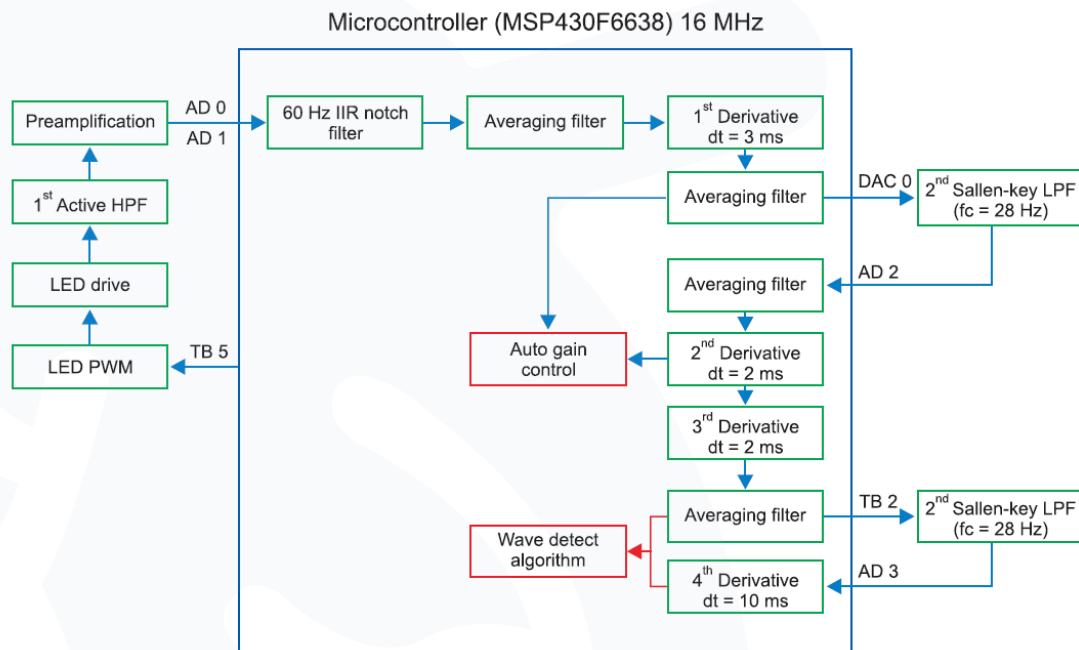 Microcontroller (MSP430F6638) 16 MHz
Preamplification
AD 0
AD 1
60 Hz IIR notch
filter
Averaging filter
1st Derivative
dt = 3 ms
1st Active HPF
Averaging filter
DAC 0
2nd Sallen-key LPF
(fc = 28 Hz)
LED drive
Averaging filter
AD 2
LED PWM
TB 5
Auto gain
control
2nd Derivative
dt = 2 ms
3rd Derivative
dt = 2 ms
Averaging filter
TB 2
2nd Sallen-key LPF
(fc = 28 Hz)
Wave detect
algorithm
4th Derivative
dt = 10 ms
AD 3